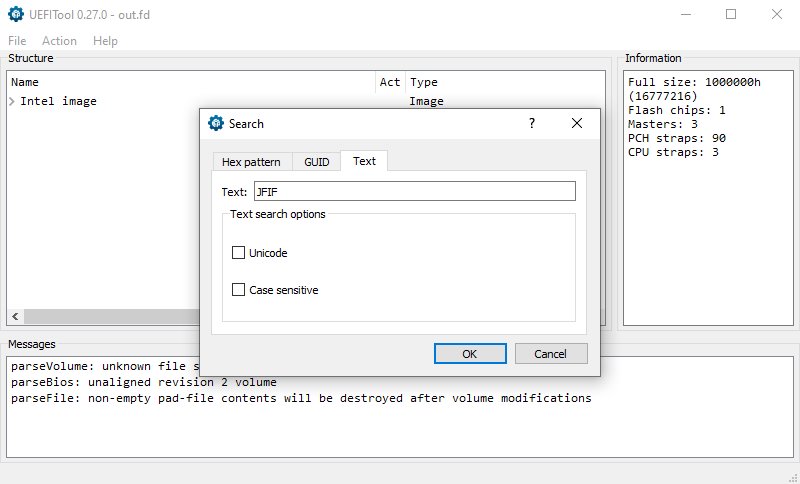 UEFITool 0.27.0 - out.fd
File Action Help
Structure
Name Act Type
Intel image Image
Information
Full size: 1000000h
(16777216)
Flash chips: 1
Masters: 3
PCH straps: 90
CPU straps: 3
Search
Hex pattern GUID Text
Text: JFIF
Text search options
Unicode
Case sensitive
OK Cancel
Messages
parseVolume: unknown file s
parseBios: unaligned revision 2 volume
parseFile: non-empty pad-file contents will be destroyed after volume modifications